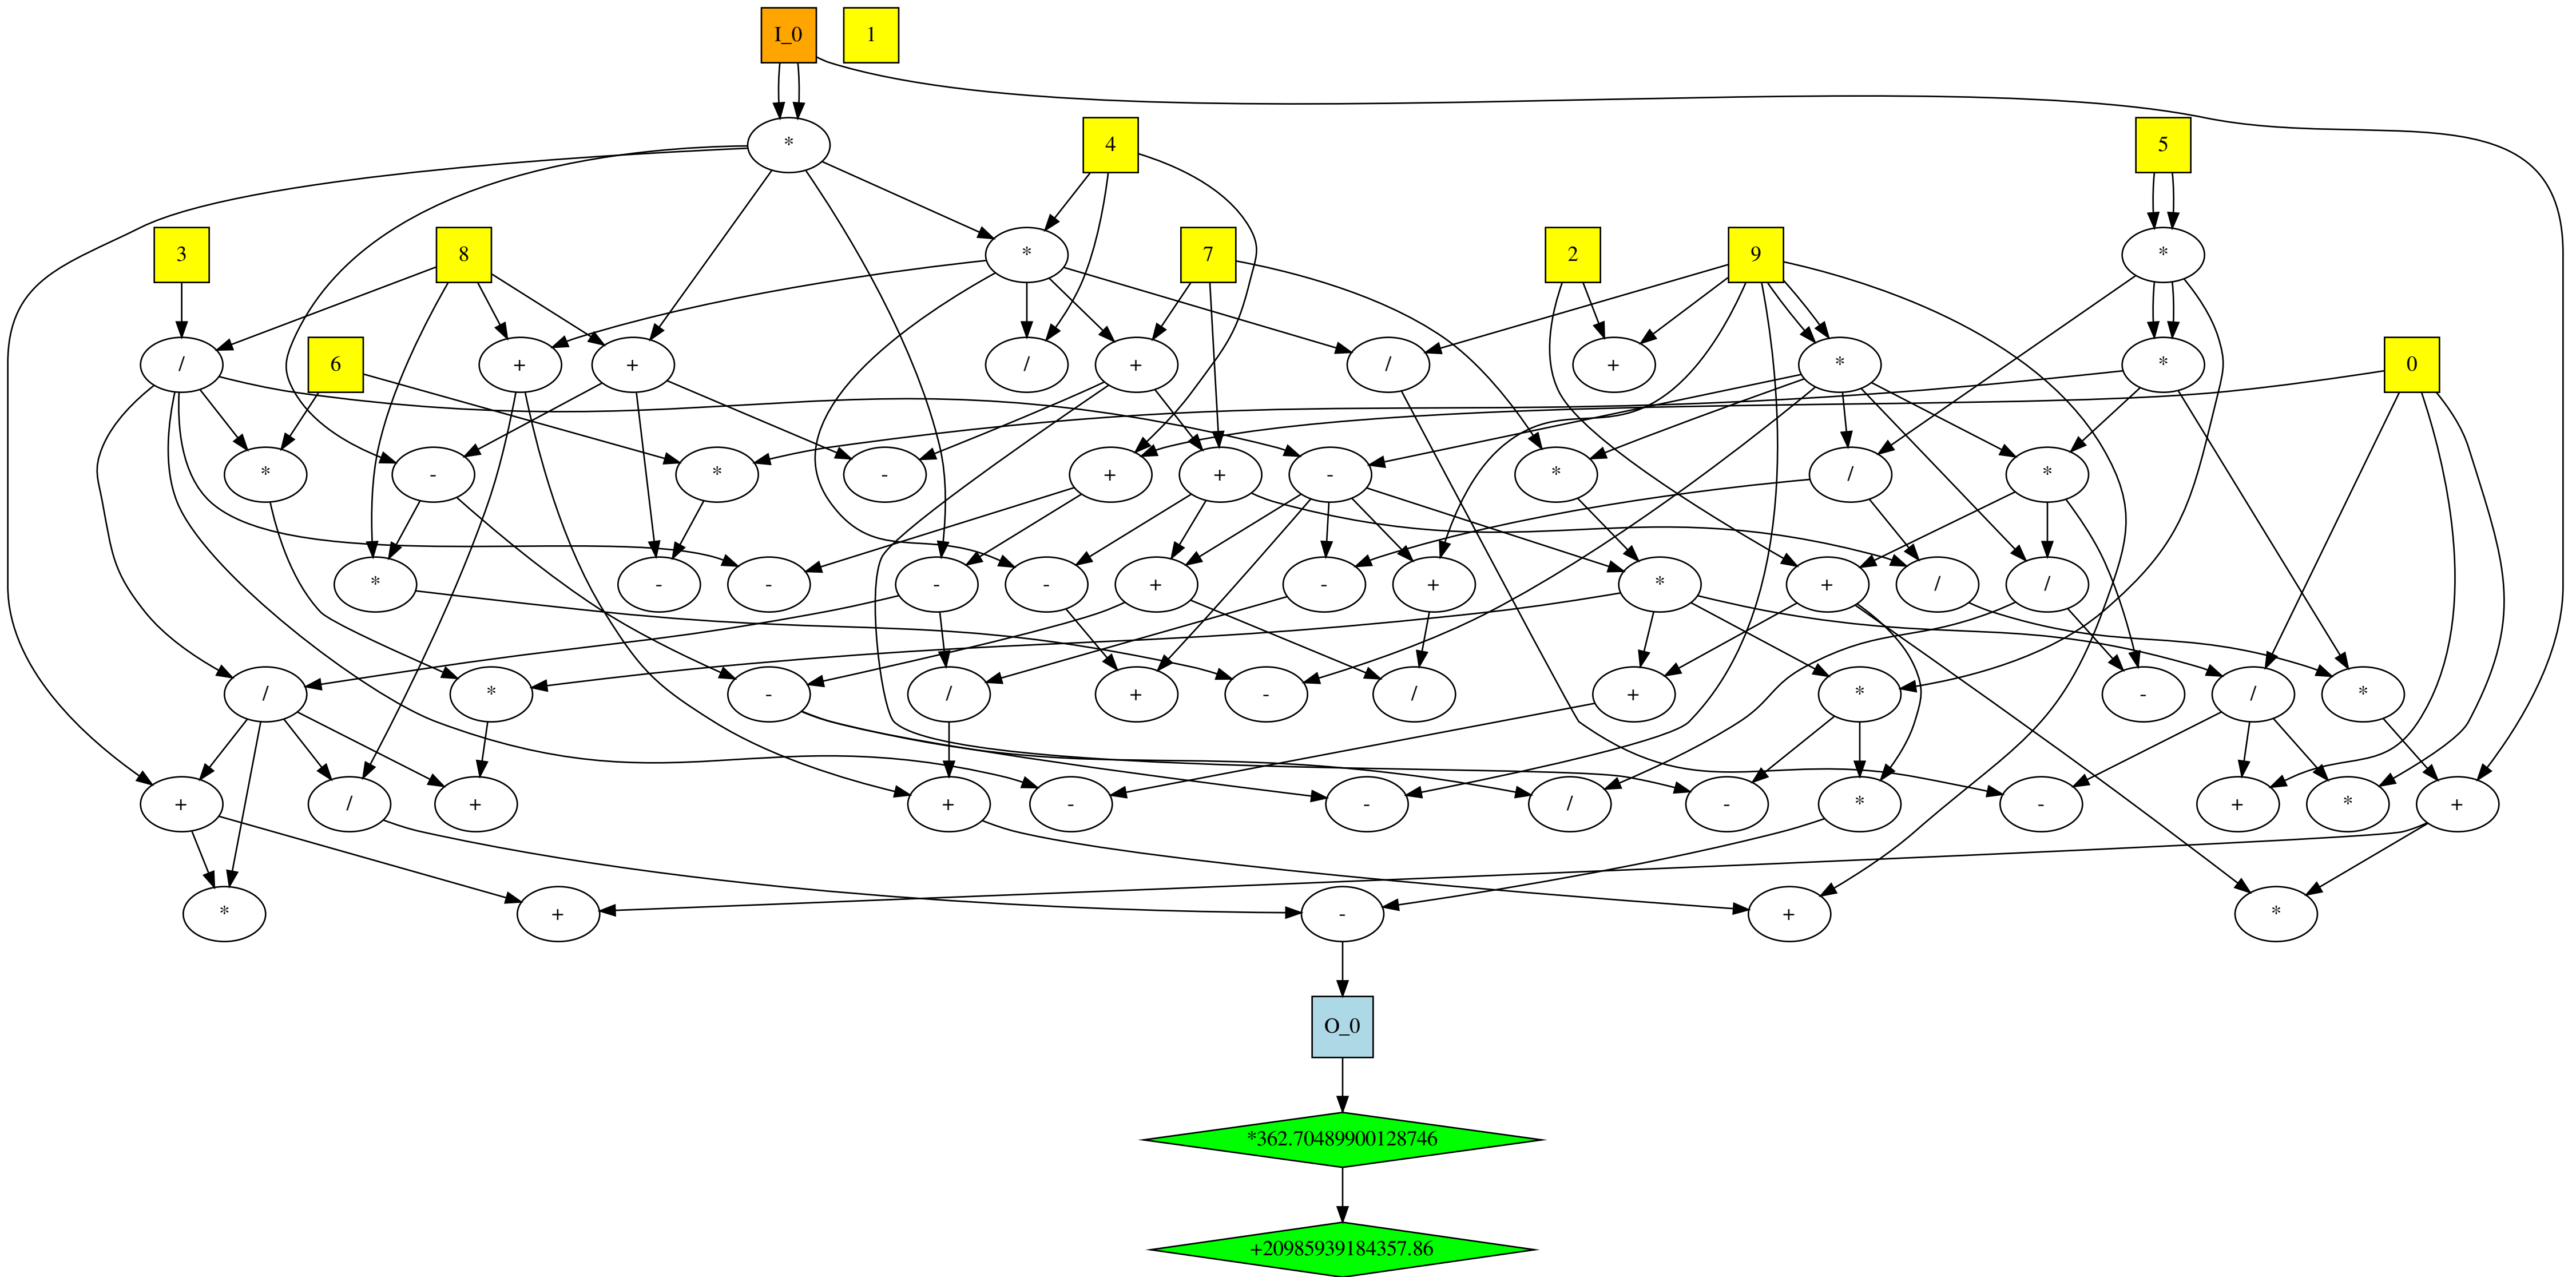 I_0 1
* 4 5
3 8 * 7 2 9 *
/ 6 + + / + / + * * 0
* - * - + + - * / *
* - - - - + - + * + / /
/ * - / + - / + * - / *
+ / + + - - / - * - + * +
* + - + *
O_0
*362.70489900128746
+20985939184357.86